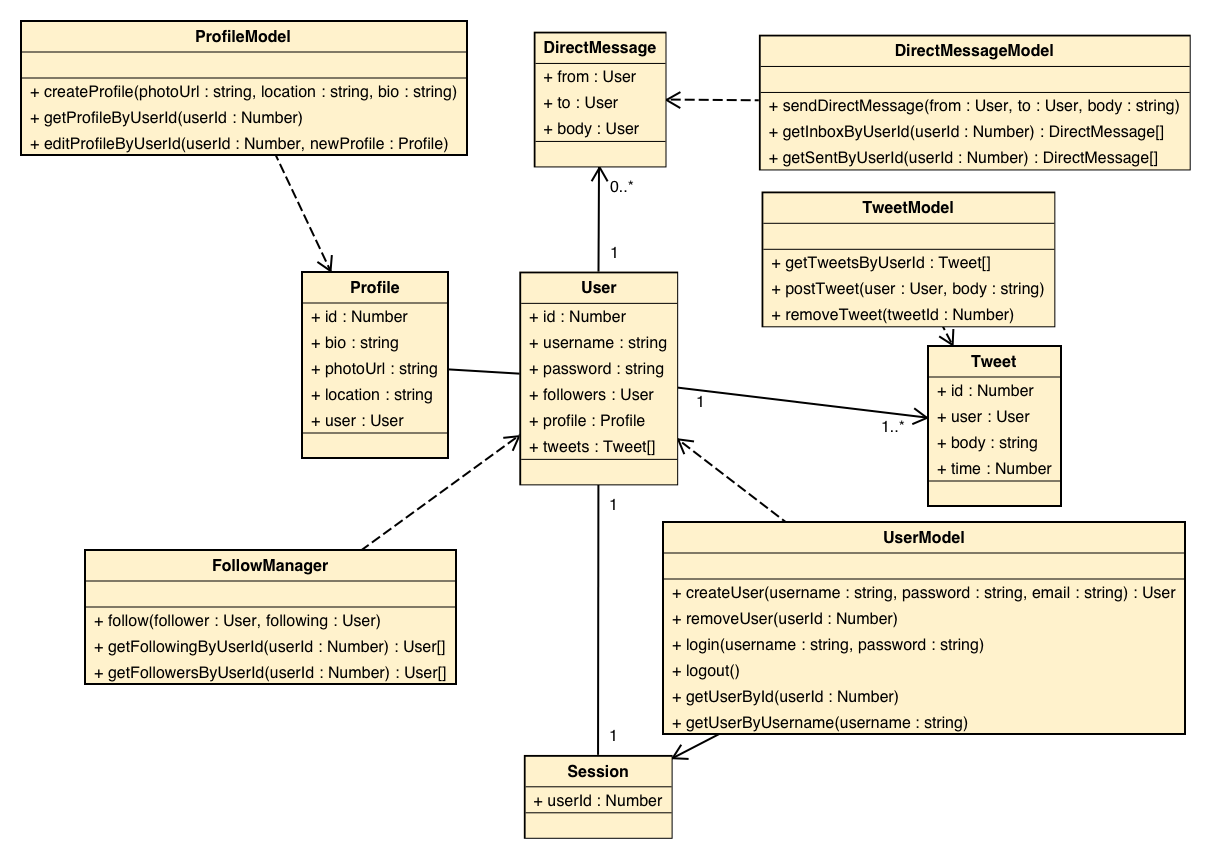 ProfileModel
+ createProfile(photoUrl : string, location : string, bio : string)
+ getProfileByUserId(userId : Number)
+ editProfileByUserId(userId : Number, newProfile : Profile)
DirectMessage
+ from : User
+ to : User
+ body : User
DirectMessageModel
+ sendDirectMessage(from : User, to : User, body : string)
+ getInboxByUserId(userId : Number) : DirectMessage[]
+ getSentByUserId(userId : Number) : DirectMessage[]
0..*
1
TweetModel
+ getTweetsByUserId : Tweet[]
+ postTweet(user : User, body : string)
+ removeTweet(tweetId : Number)
Profile
+ id : Number
+ bio : string
+ photoUrl : string
+ location : string
+ user : User
User
+ id : Number
+ username : string
+ password : string
+ followers : User
+ profile : Profile
+ tweets : Tweet[]
1
1..*
Tweet
+ id : Number
+ user : User
+ body : string
+ time : Number
1
FollowManager
+ follow(follower : User, following : User)
+ getFollowingByUserId(userId : Number) : User[]
+ getFollowersByUserId(userId : Number) : User[]
UserModel
+ createUser(username : string, password : string, email : string) : User
+ removeUser(userId : Number)
+ login(username : string, password : string)
+ logout()
+ getUserById(userId : Number)
+ getUserByUsername(username : string)
1
Session
+ userId : Number